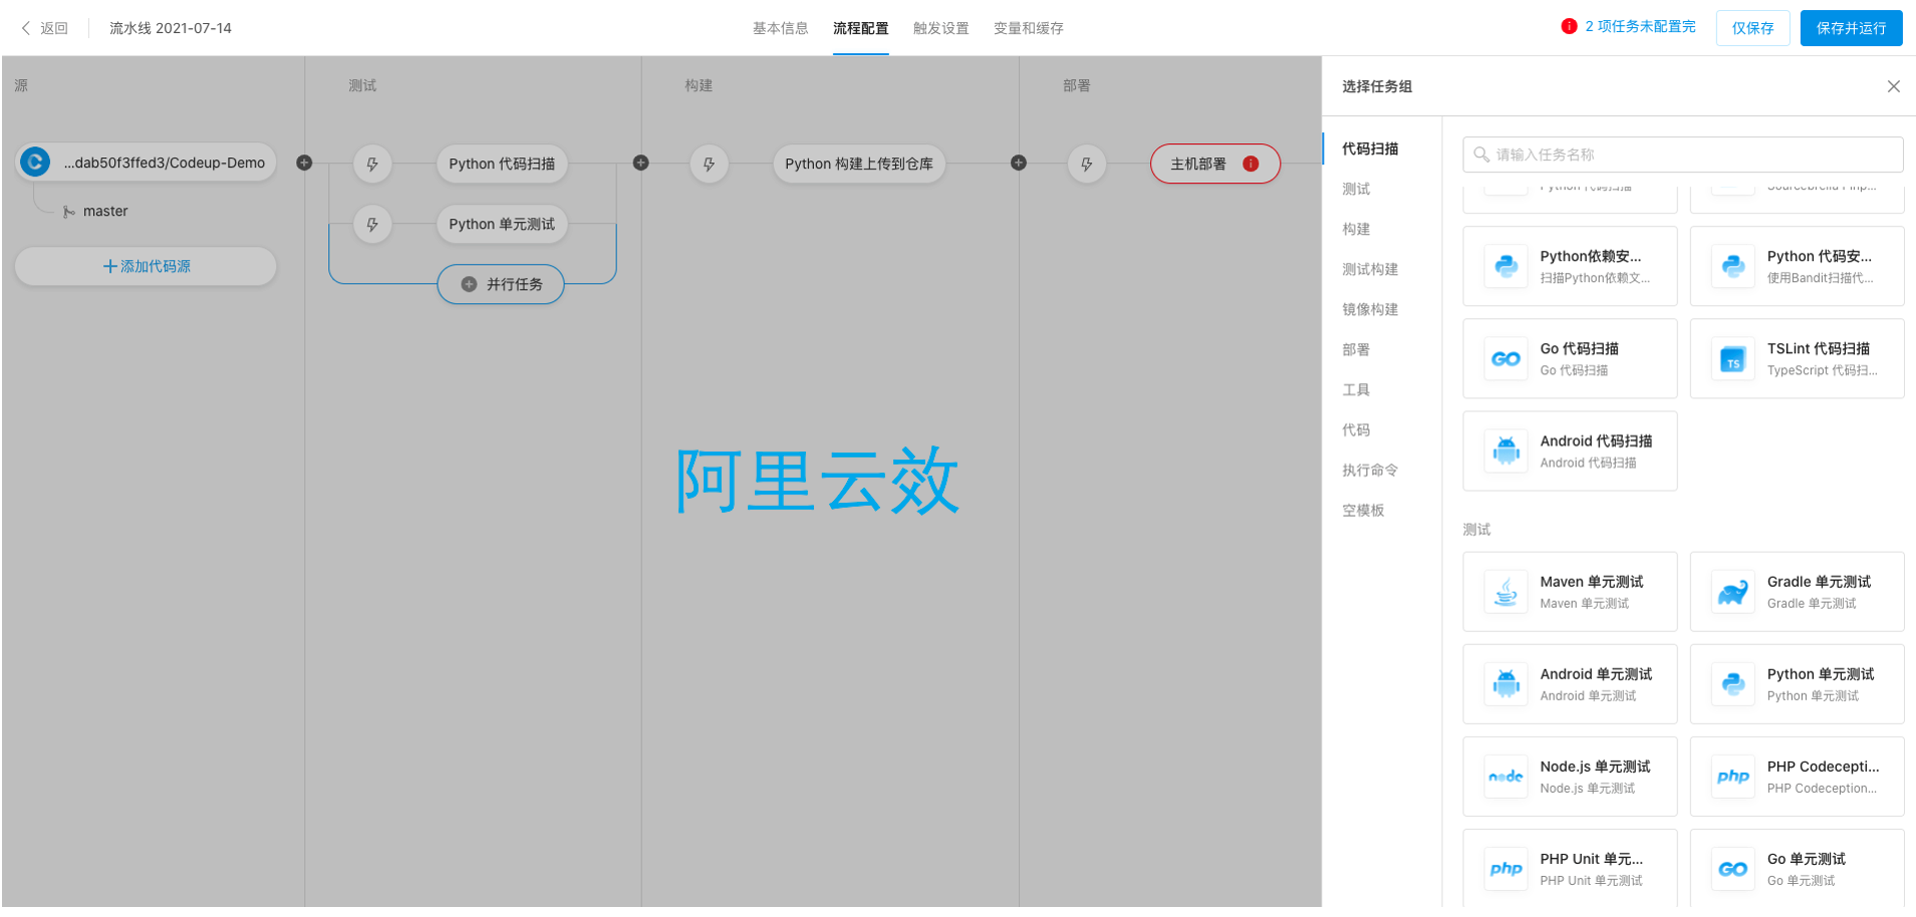 返回
流水线 2021-07-14
基本信息
流程配置
触发设置
变量和缓存
2 项任务未配置完
仅保存
保存并运行
源
测试
构建
部署
...dab50f3ffed3/Codeup-Demo
master
添加代码源
Python 代码扫描
Python 单元测试
并行任务
Python 构建上传到仓库
主机部署
阿里云效
选择任务组
代码扫描
测试
构建
测试构建
镜像构建
部署
工具
代码
执行命令
空模板
请输入任务名称
Python 代码扫描
Python依赖安...
扫描Python依赖文...
Python 代码安...
使用Bandit扫描代...
GO
Go 代码扫描
Go 代码扫描
TS
TSLint 代码扫描
TypeScript 代码扫...
Android 代码扫描
Android 代码扫描
测试
Maven 单元测试
Maven 单元测试
Gradle 单元测试
Gradle 单元测试
Android 单元测试
Android 单元测试
Python 单元测试
Python 单元测试
node
Node.js 单元测试
Node.js 单元测试
php
PHP Codecepti...
PHP Codeception...
php
PHP Unit 单元...
PHP Unit 单元测试
GO
Go 单元测试
Go 单元测试